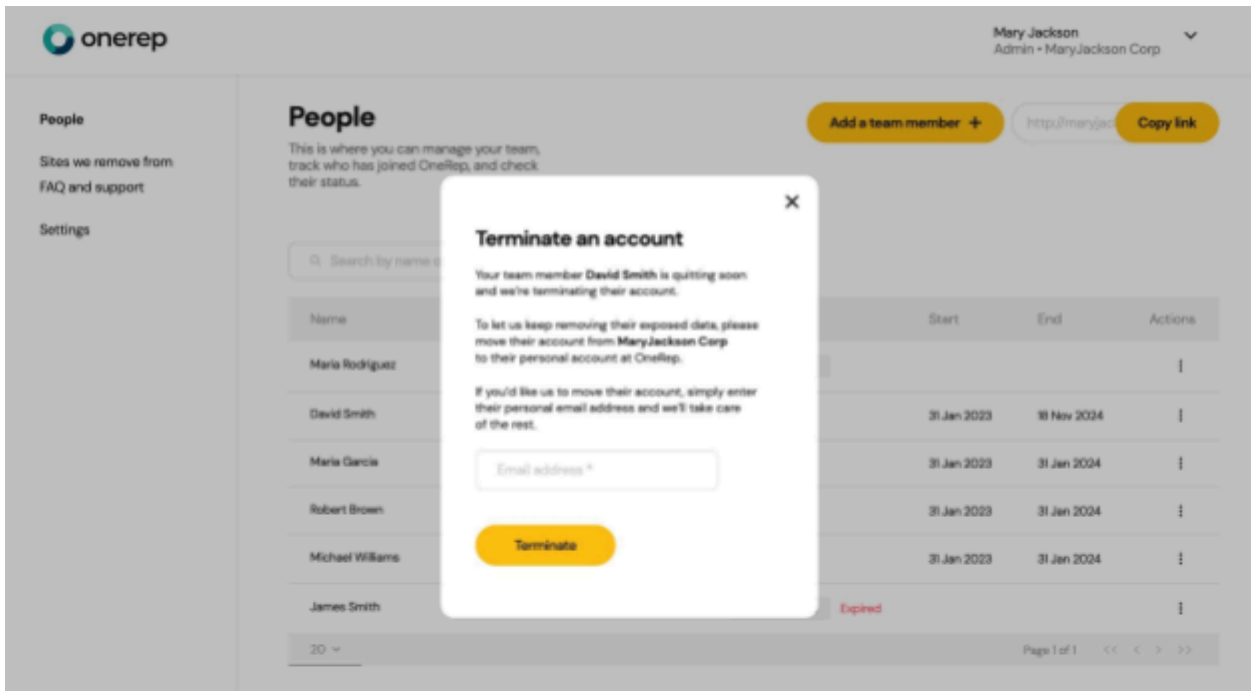 onerep
Mary Jackson
Admin • MaryJackson Corp
People
Sites we remove from
FAQ and support
Settings
People
This is where you can manage your team,
track who has joined OneRep, and check
their status.
Add a team member +
http://maryjac
Copy link
Search by name
Terminate an account
Your team member David Smith is quitting soon
and we're terminating their account.
To let us keep removing their exposed data, please
move their account from MaryJackson Corp
to their personal account at OneRep.
If you'd like us to move their account, simply enter
their personal email address and we'll take care
of the rest.
Email address *
Terminate
Name Start End Actions
Maria Rodriguez
David Smith 31 Jan 2023 18 Nov 2024
Maria Garcia 31 Jan 2023 31 Jan 2024
Robert Brown 31 Jan 2023 31 Jan 2024
Michael Williams 31 Jan 2023 31 Jan 2024
James Smith Expired
20 Page 1 of 1 << < > >>